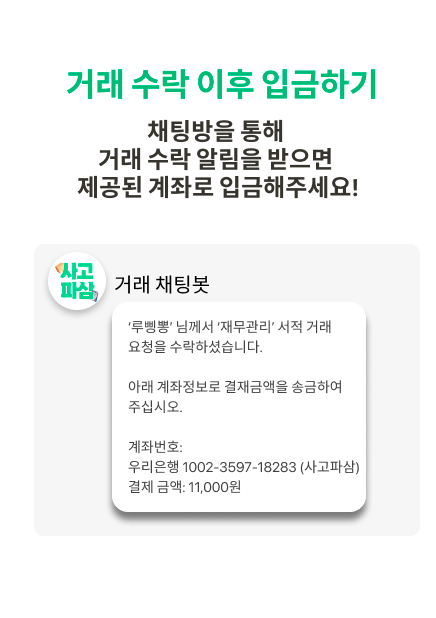 거래 수락 이후 입금하기
채팅방을 통해
거래 수락 알림을 받으면
제공된 계좌로 입금해주세요!
사고
파삼
거래 채팅봇
‘루삥뽕’ 님께서 ‘재무관리’ 서적 거래
요청을 수락하셨습니다.
아래 계좌정보로 결재금액을 송금하여
주십시오.
계좌번호:
우리은행 1002-3597-18283 (사고파삼)
결제 금액: 11,000원